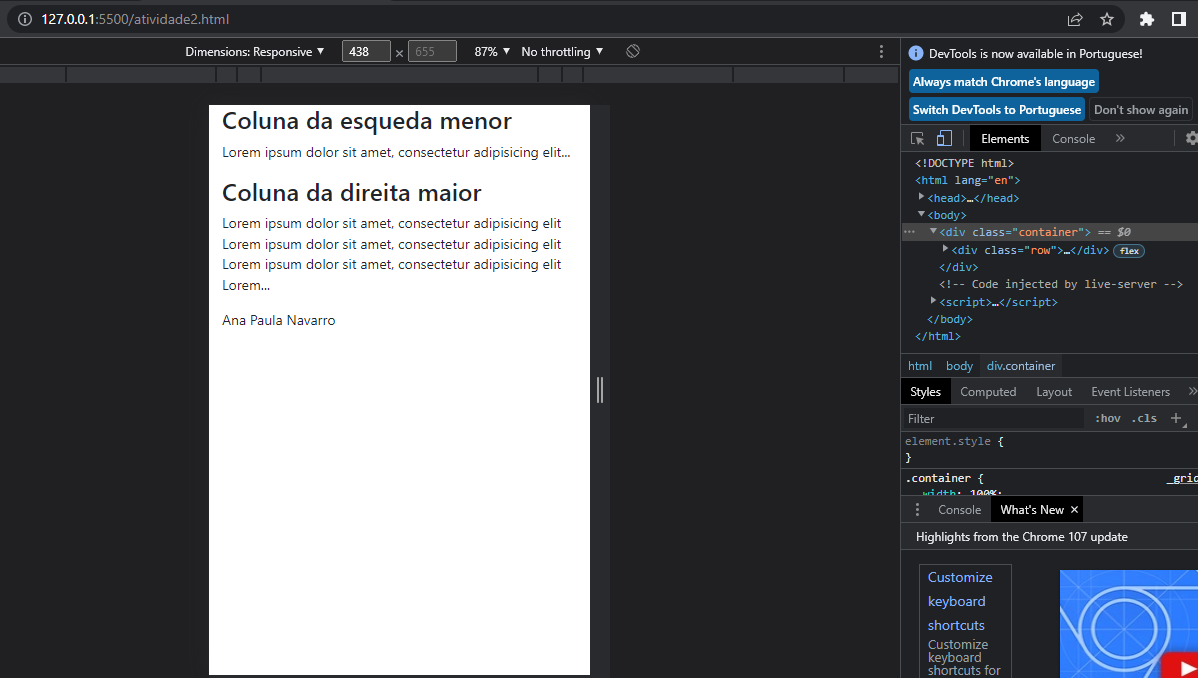 127.0.0.1:5500/atividade2.html
Dimensions: Responsive ▼ 438 × 655 87% ▼ No throttling ▼
Coluna da esqueda menor
Lorem ipsum dolor sit amet, consectetur adipisicing elit...
Coluna da direita maior
Lorem ipsum dolor sit amet, consectetur adipisicing elit
Lorem ipsum dolor sit amet, consectetur adipisicing elit
Lorem ipsum dolor sit amet, consectetur adipisicing elit
Lorem...
Ana Paula Navarro
DevTools is now available in Portuguese!
Always match Chrome's language
Switch DevTools to Portuguese Don't show again
Elements Console »
<!DOCTYPE html>
<html lang="en">
<head>…</head>
<body>
<div class="container"> == $0
<div class="row">…</div> flex
</div>
<!-- Code injected by live-server -->
<script>…</script>
</body>
</html>
html body div.container
Styles Computed Layout Event Listeners »
Filter :hov .cls +
element.style {
}
.container { _grid
width: 100%;
Console What's New ×
Highlights from the Chrome 107 update
Customize
keyboard
shortcuts
Customize
keyboard
shortcuts for